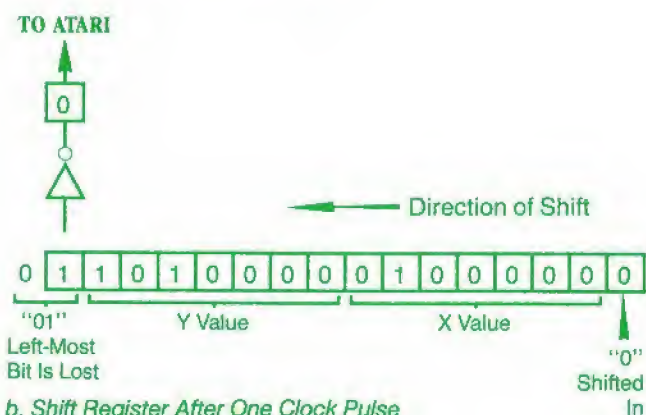 TO ATARI
0
Direction of Shift
0 1 1 0 1 0 0 0 0 0 1 0 0 0 0 0 0
"01" Y Value X Value
Left-Most
Bit Is Lost
"0"
Shifted
In
b. Shift Register After One Clock Pulse